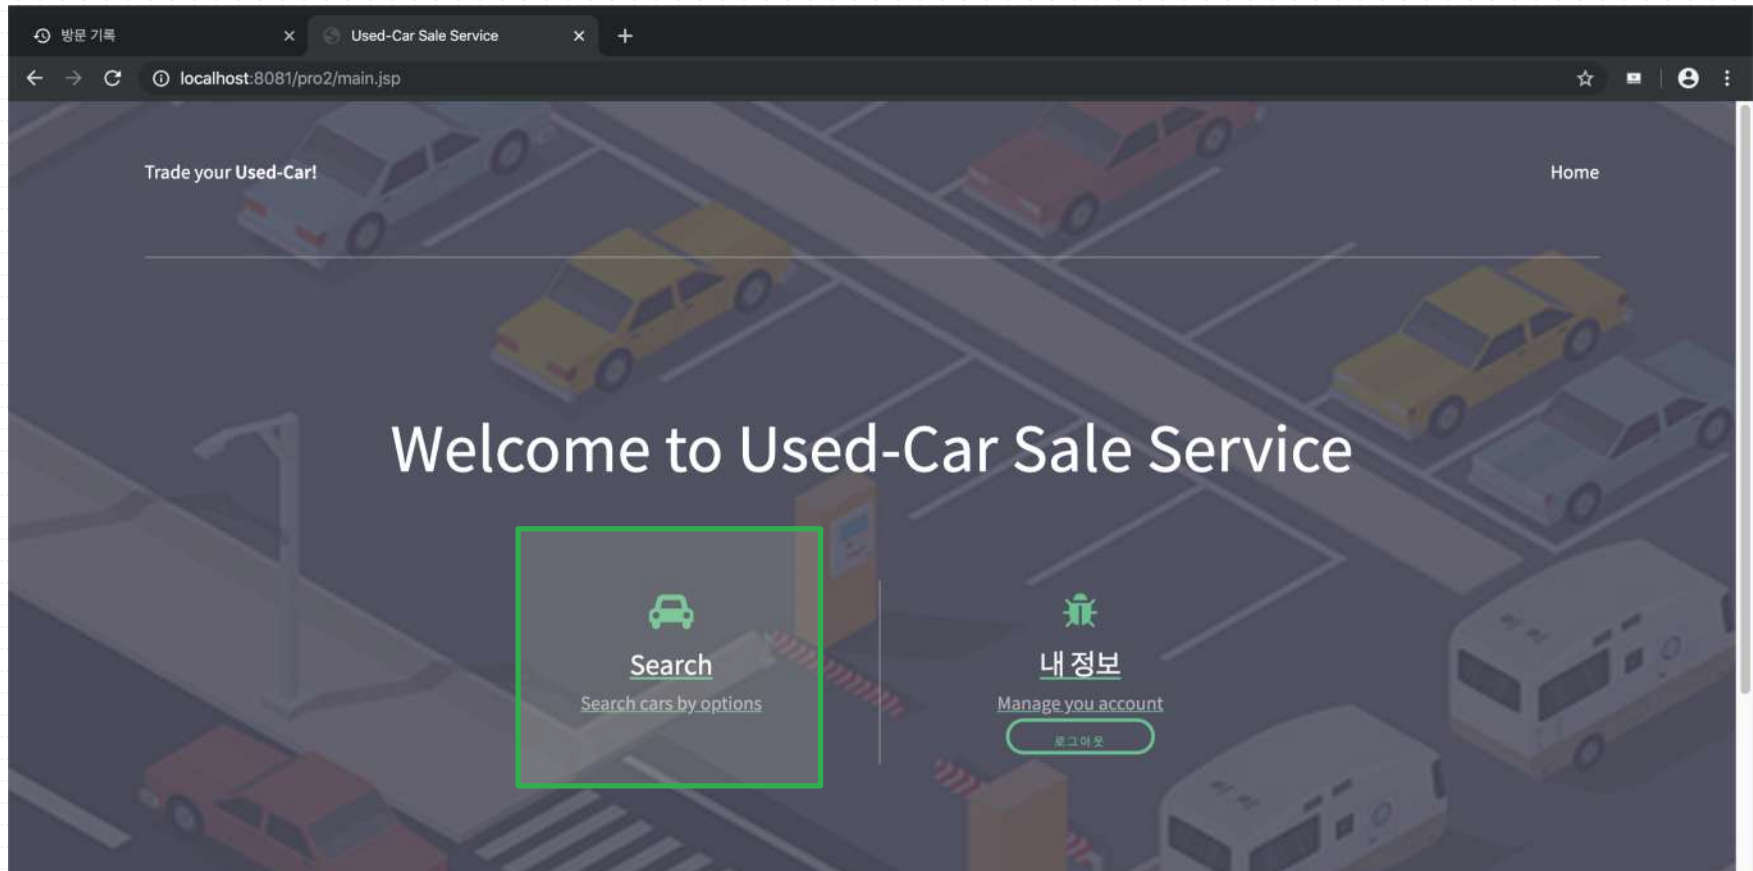 방문 기록
Used-Car Sale Service
localhost:8081/pro2/main.jsp
Trade your Used-Car!
Home
Welcome to Used-Car Sale Service
Search
Search cars by options
내 정보
Manage you account
로그아웃